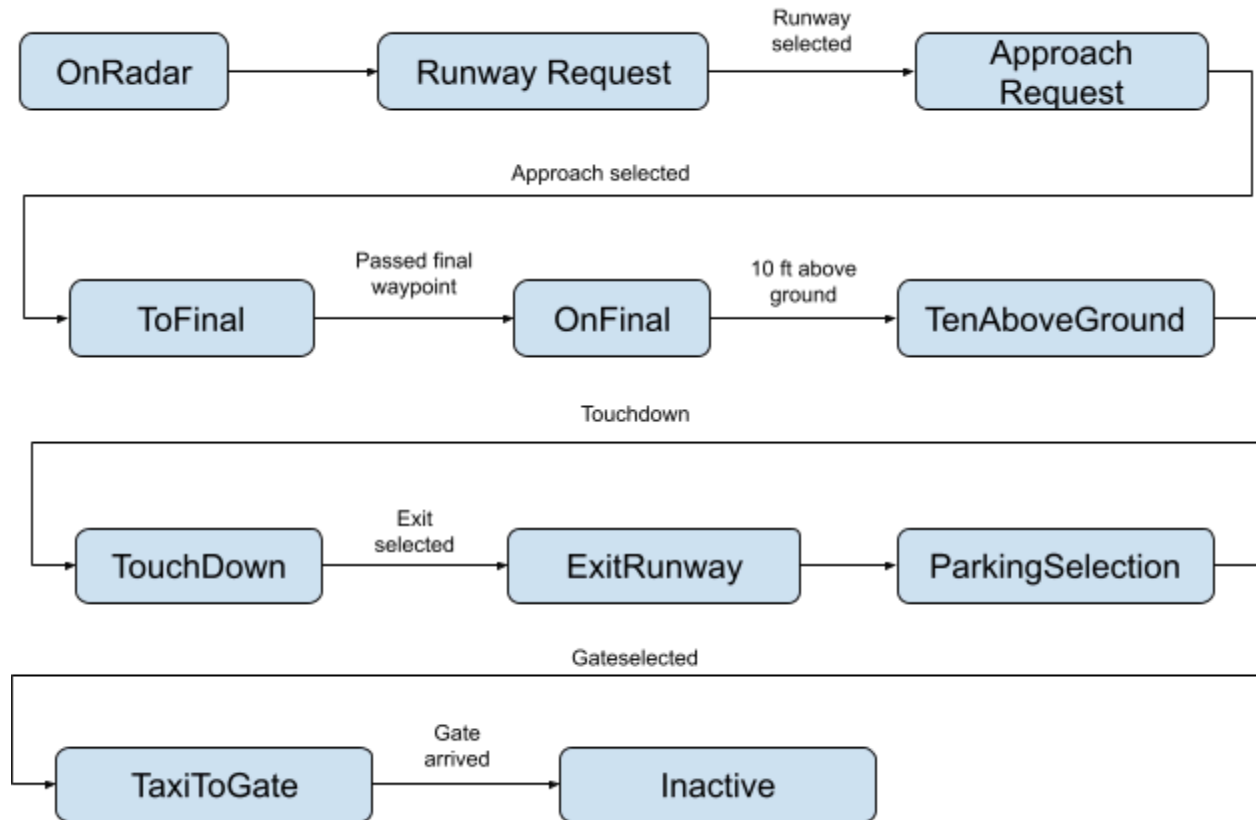 OnRadar
Runway Request
Runway
selected
Approach
Request
Approach selected
ToFinal
Passed final
waypoint
OnFinal
10 ft above
ground
TenAboveGround
Touchdown
TouchDown
Exit
selected
ExitRunway
ParkingSelection
Gateselected
TaxiToGate
Gate
arrived
Inactive